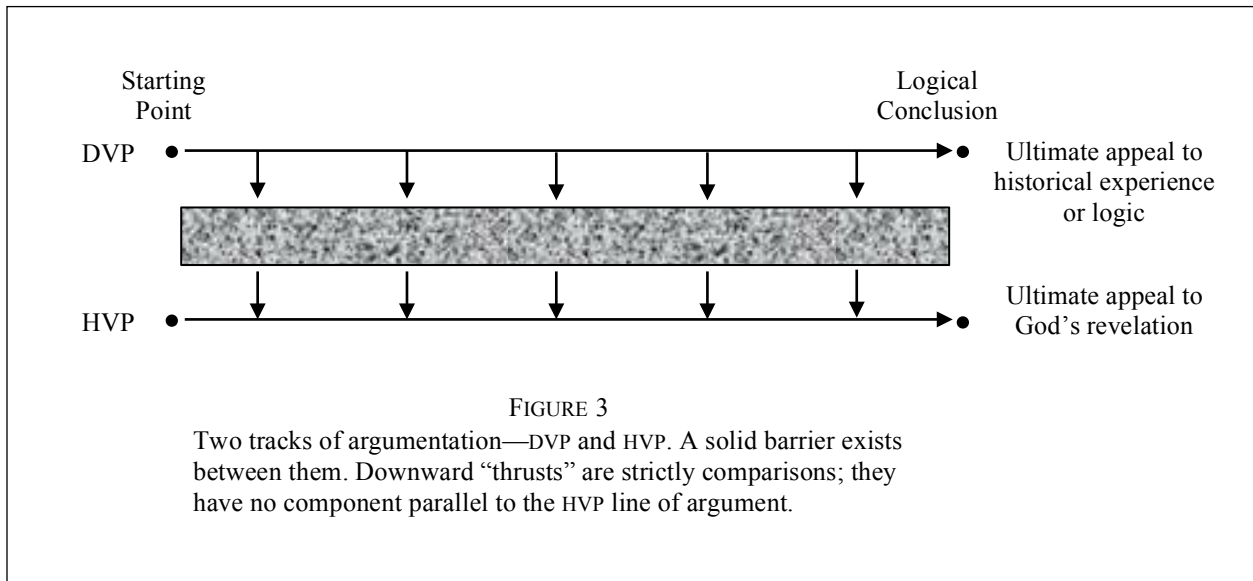 Starting
Point
Logical
Conclusion
DVP
Ultimate appeal to
historical experience
or logic
HVP
Ultimate appeal to
God’s revelation
FIGURE 3
Two tracks of argumentation—DVP and HVP. A solid barrier exists
between them. Downward “thrusts” are strictly comparisons; they
have no component parallel to the HVP line of argument.